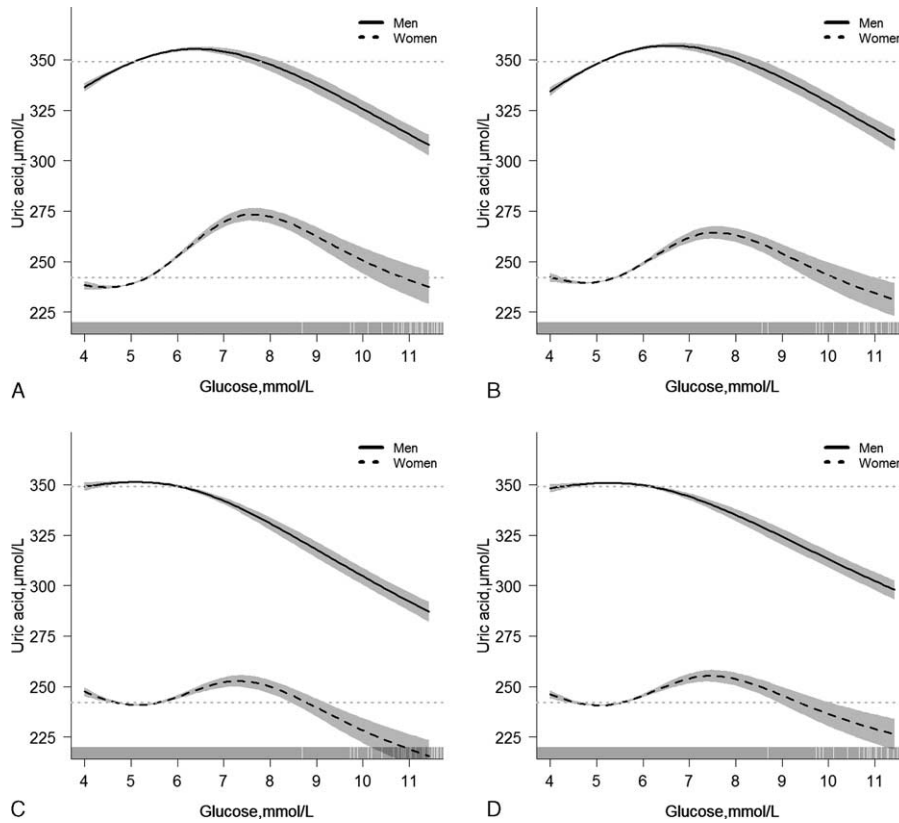 Men
Women
350
325
300
275
250
225
Uric acid,µmol/L
4 5 6 7 8 9 10 11
Glucose,mmol/L
A
Men
Women
350
325
300
275
250
225
Uric acid,µmol/L
4 5 6 7 8 9 10 11
Glucose,mmol/L
B
Men
Women
350
325
300
275
250
225
Uric acid,µmol/L
4 5 6 7 8 9 10 11
Glucose,mmol/L
C
Men
Women
350
325
300
275
250
225
Uric acid,µmol/L
4 5 6 7 8 9 10 11
Glucose,mmol/L
D